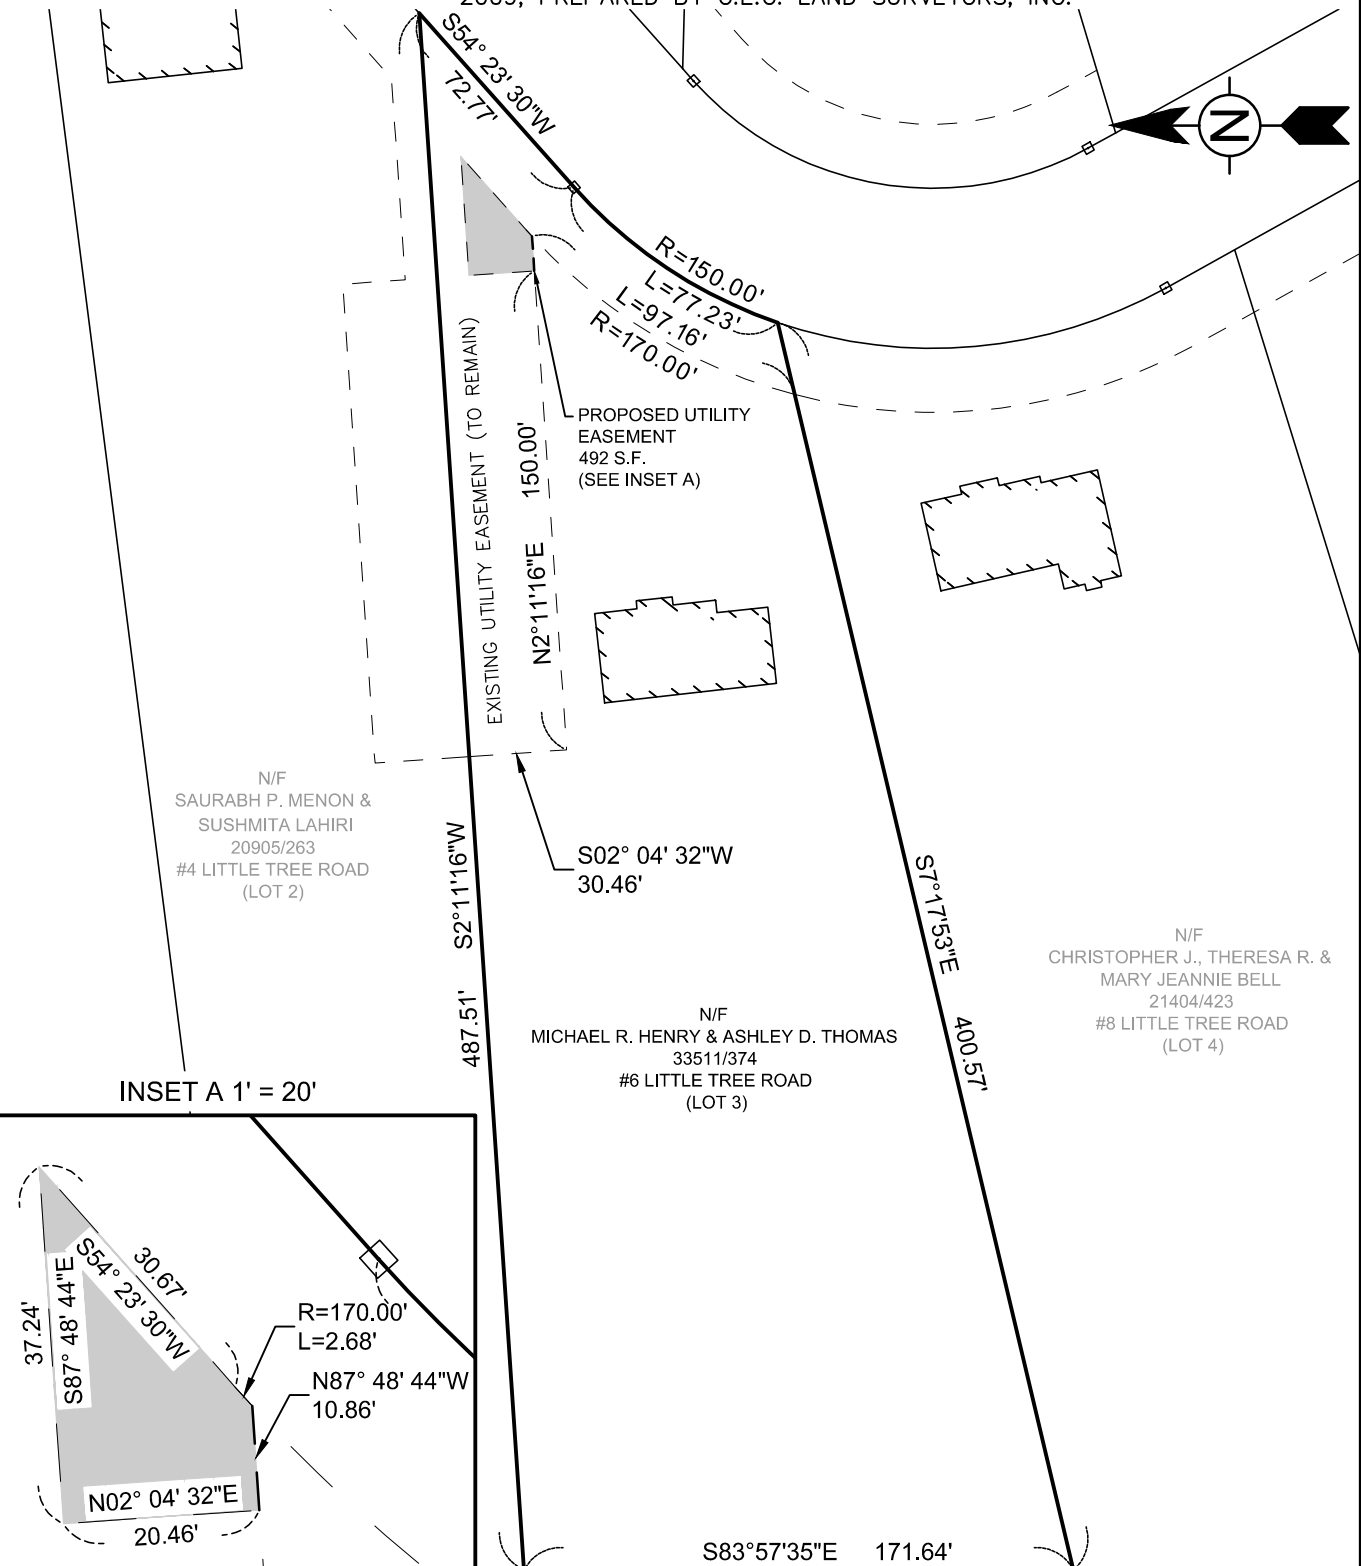 S54° 23' 30"W
72.77'
N
R=150.00'
L=77.23'
L=97.16'
R=170.00'
EXISTING UTILITY EASEMENT (TO REMAIN)
N2°11'16"E 150.00'
PROPOSED UTILITY
EASEMENT
492 S.F.
(SEE INSET A)
N/F
SAURABH P. MENON &
SUSHMITA LAHIRI
20905/263
#4 LITTLE TREE ROAD
(LOT 2)
S02° 04' 32"W
30.46'
S2°11'16"W
487.51'
S7°17'53"E 400.57'
N/F
CHRISTOPHER J., THERESA R. &
MARY JEANNIE BELL
21404/423
#8 LITTLE TREE ROAD
(LOT 4)
N/F
MICHAEL R. HENRY & ASHLEY D. THOMAS
33511/374
#6 LITTLE TREE ROAD
(LOT 3)
INSET A 1' = 20'
30.67'
S54° 23' 30"W
37.24'
S87° 48' 44"E
R=170.00'
L=2.68'
N87° 48' 44"W
10.86'
N02° 04' 32"E
20.46'
S83°57'35"E 171.64'